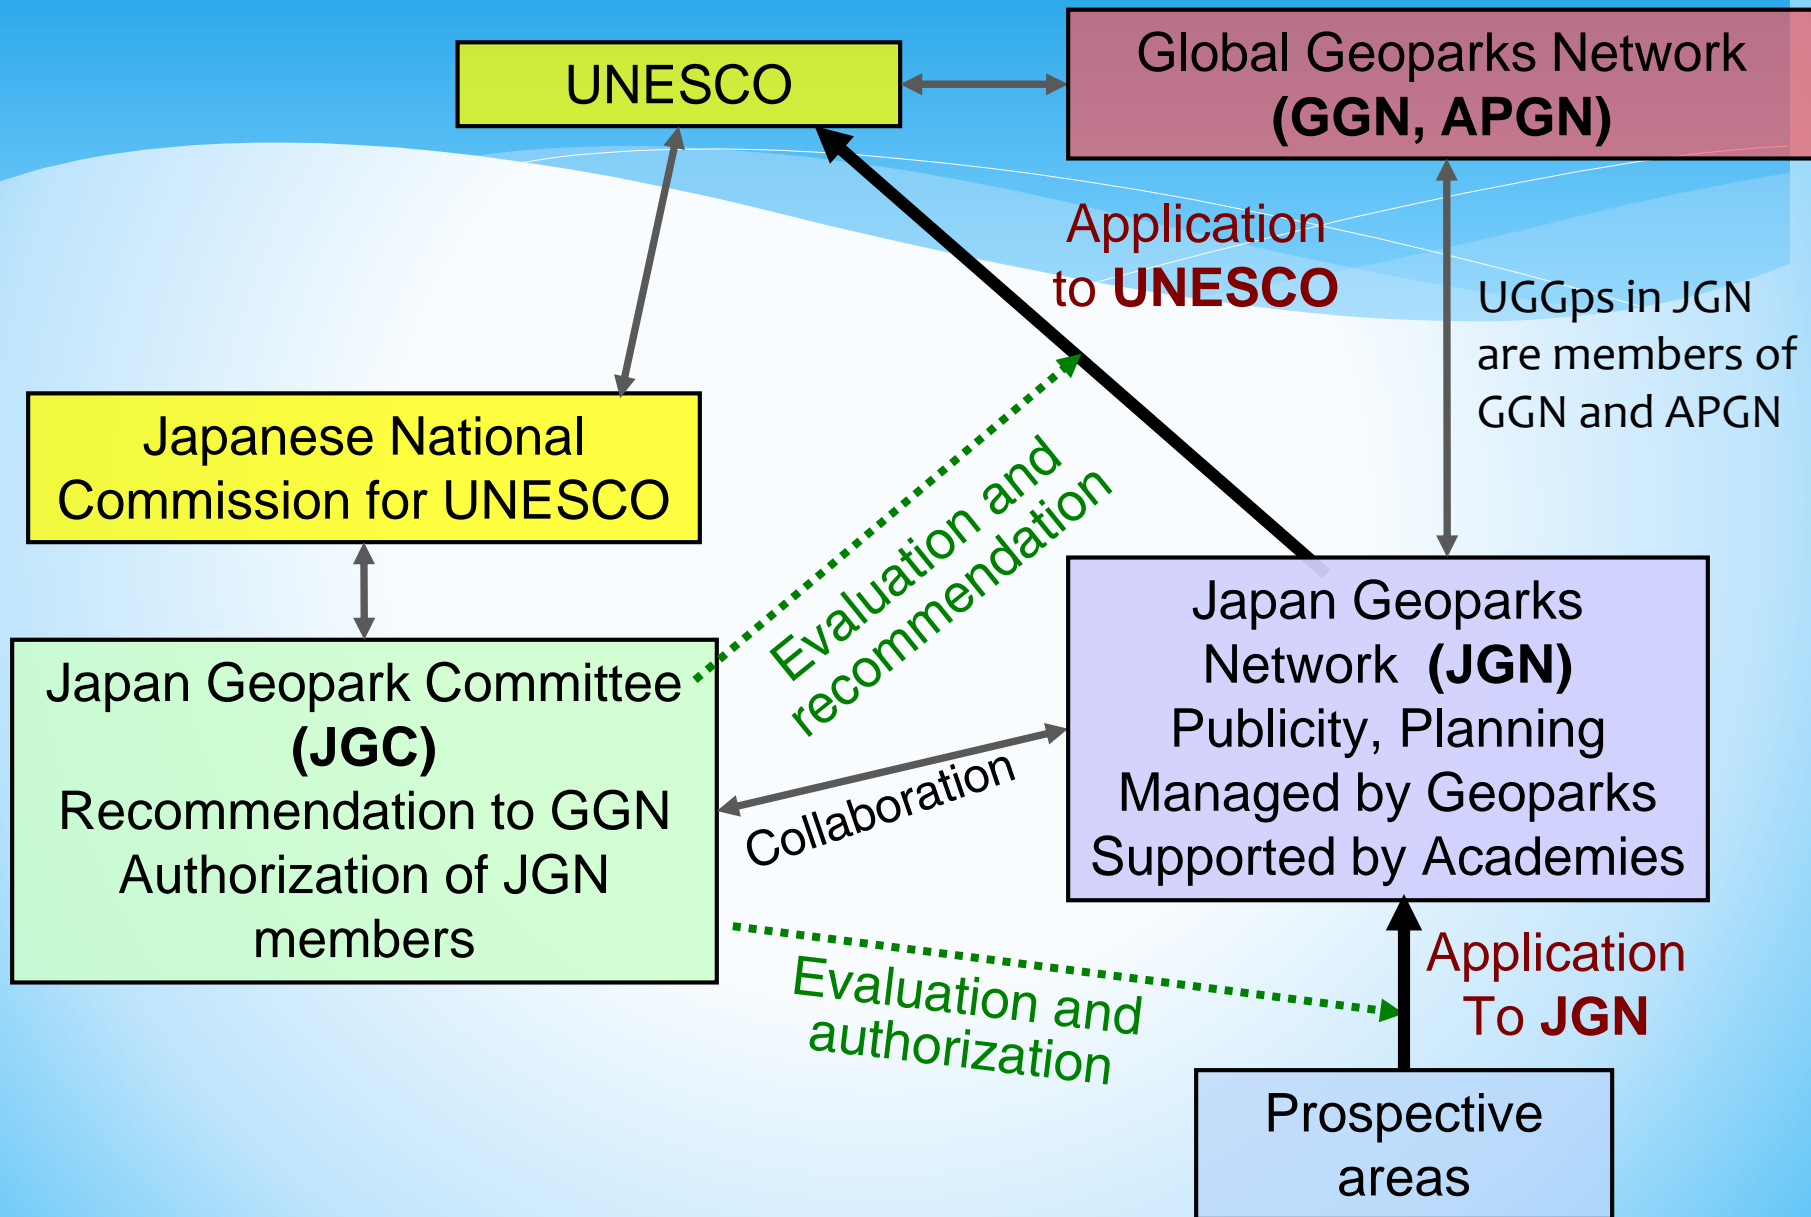 UNESCO
Global Geoparks Network
(GGN, APGN)
Application
to UNESCO
UGGps in JGN
are members of
GGN and APGN
Japanese National
Commission for UNESCO
Evaluation and
recommendation
Japan Geopark Committee
(JGC)
Recommendation to GGN
Authorization of JGN
members
Collaboration
Japan Geoparks
Network (JGN)
Publicity, Planning
Managed by Geoparks
Supported by Academies
Evaluation and
authorization
Application
To JGN
Prospective
areas